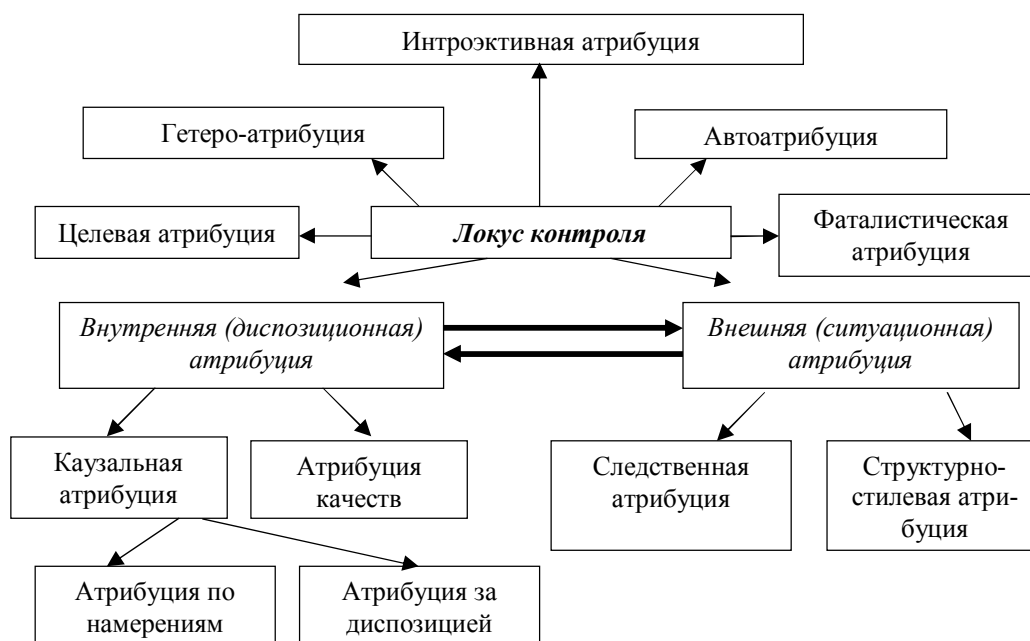 Интроэктивная атрибуция
Гетеро-атрибуция
Автоатрибуция
Целевая атрибуция
Локус контроля
Фаталистическая
атрибуция
Внутренняя (диспозиционная)
атрибуция
Внешняя (ситуационная)
атрибуция
Каузальная
атрибуция
Атрибуция
качеств
Следственная
атрибуция
Структурно-
стилевая атри-
буция
Атрибуция по
намерениям
Атрибуция за
диспозицией